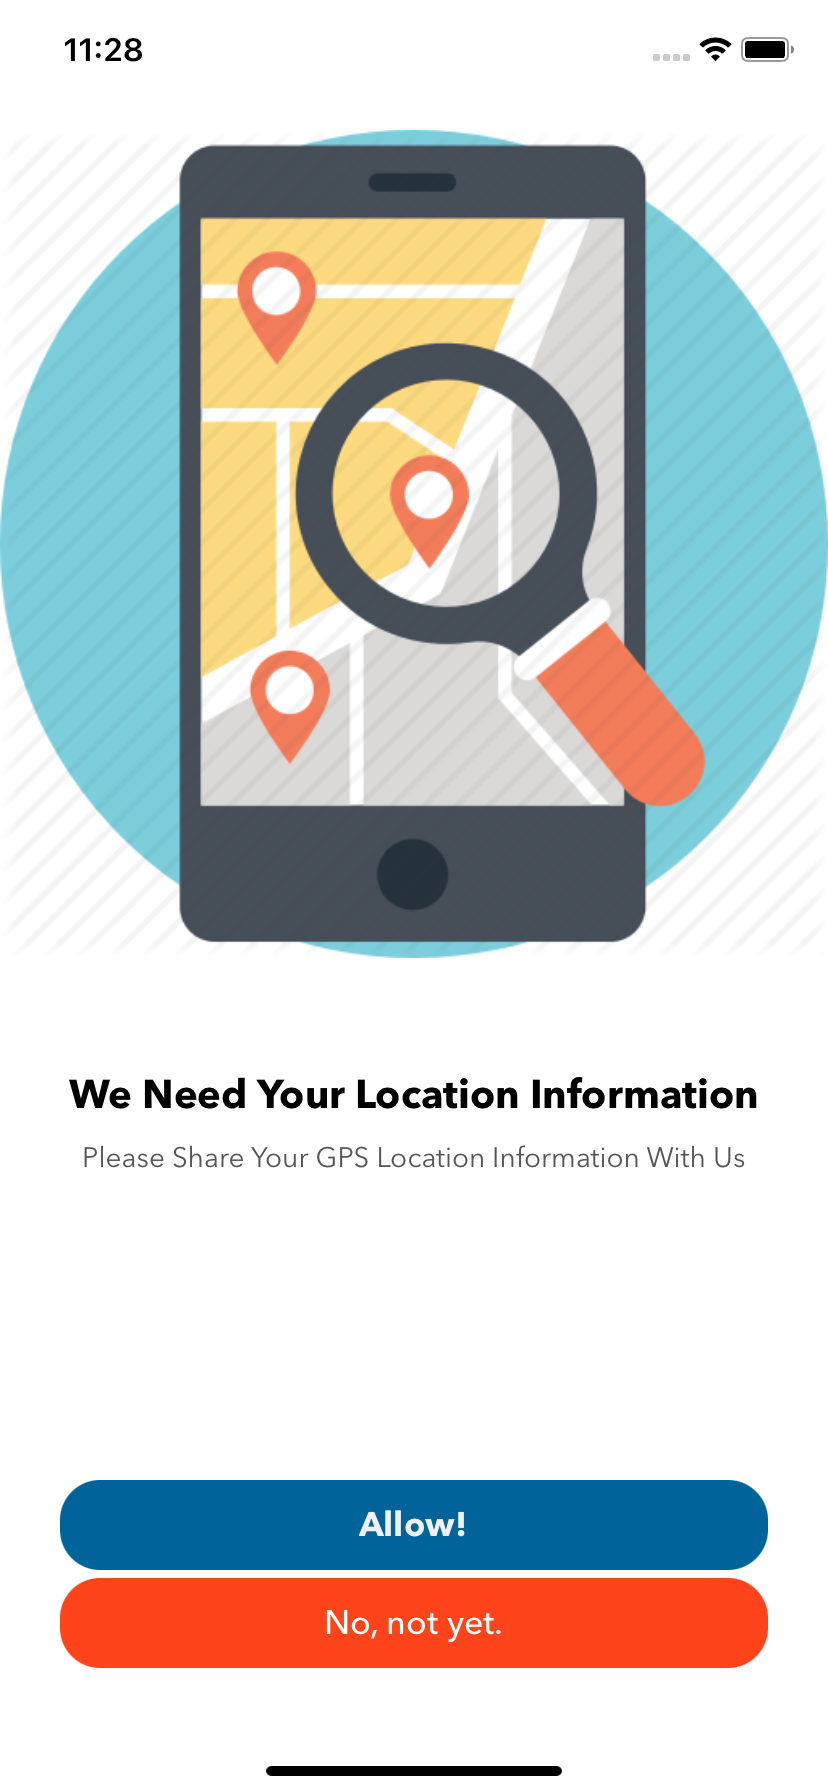 11:28
We Need Your Location Information
Please Share Your GPS Location Information With Us
Allow!
No, not yet.